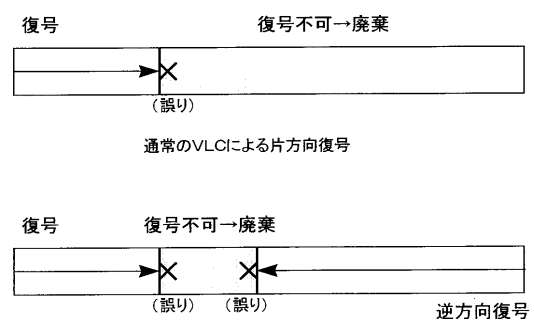 復号 復号不可→廃棄
(誤り)
通常のVLCによる片方向復号
復号 復号不可→廃棄
(誤り) (誤り)
逆方向復号